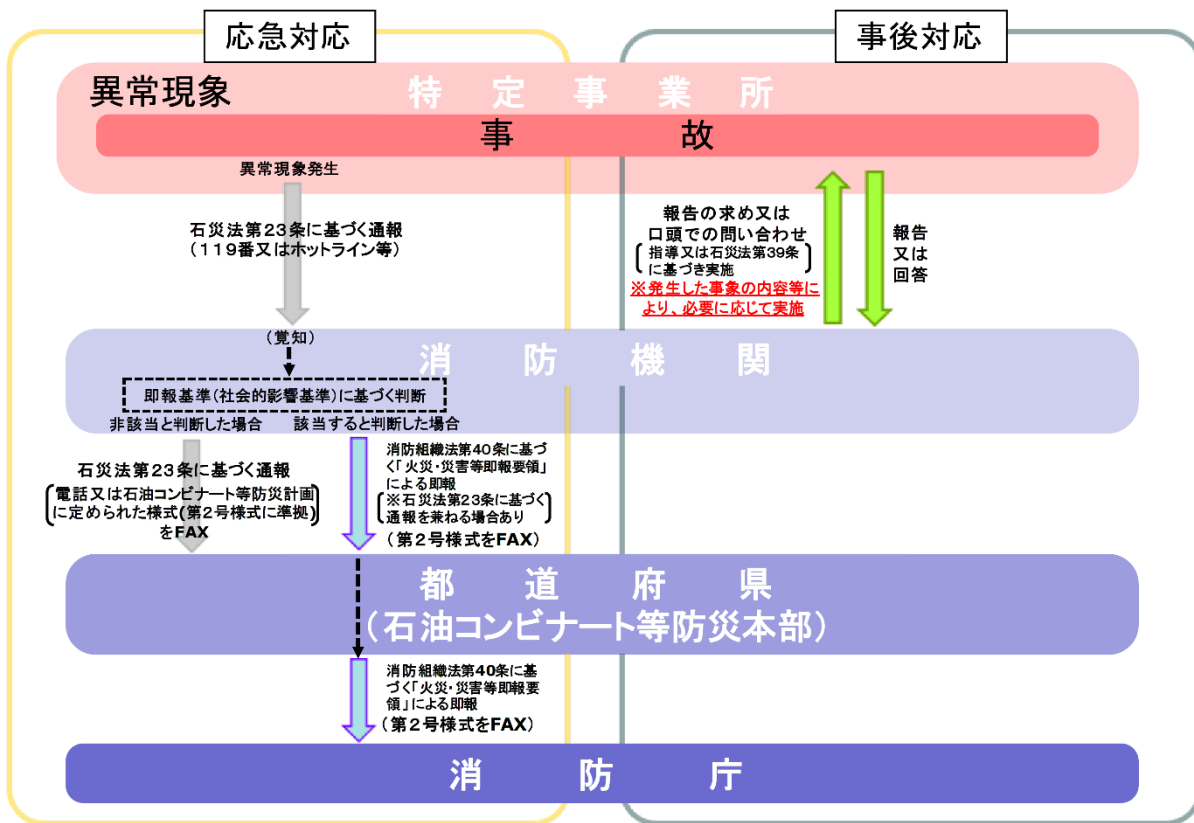 応急対応
事後対応
異常現象
特定事業所
事故
異常現象発生
石災法第23条に基づく通報
(119番又はホットライン等)
報告の求め又は
口頭での問い合わせ
指導又は石災法第39条
に基づき実施
※発生した事象の内容等に
より、必要に応じて実施
報告
又は
回答
(覚知)
消防機関
即報基準(社会的影響基準)に基づく判断
非該当と判断した場合
該当すると判断した場合
石災法第23条に基づく通報
電話又は石油コンビナート等防災計画
に定められた様式(第2号様式に準拠)
をFAX
消防組織法第40条に基
づく「火災・災害等即報要領」
による即報
※石災法第23条に基づく
通報を兼ねる場合あり
(第2号様式をFAX)
都道府県
(石油コンビナート等防災本部)
消防組織法第40条に基
づく「火災・災害等即報要
領」による即報
(第2号様式をFAX)
消防庁